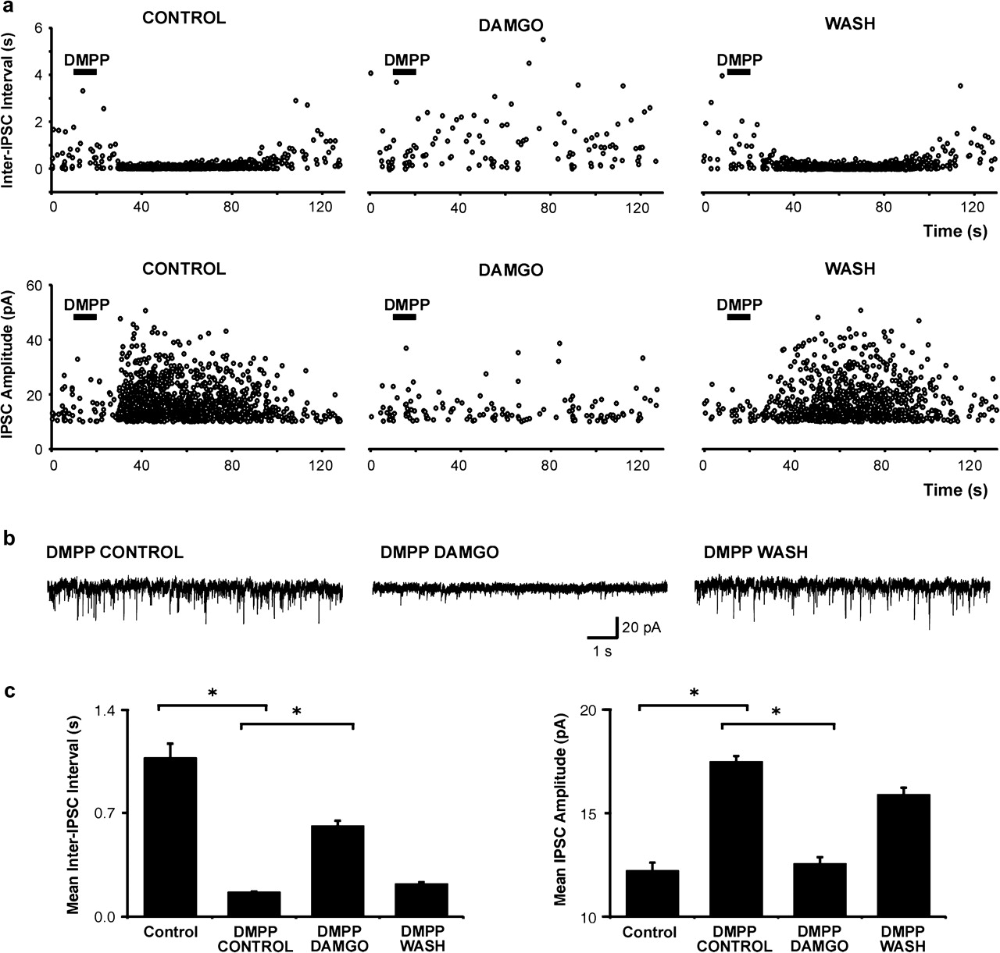 a
CONTROL
DAMGO
WASH
Inter-IPSC Interval (s)
6
4
2
0
DMPP
DMPP
DMPP
0 40 80 120
0 40 80 120
0 40 80 120
Time (s)
CONTROL
DAMGO
WASH
IPSC Amplitude (pA)
60
40
20
0
DMPP
DMPP
DMPP
0 40 80 120
0 40 80 120
0 40 80 120
Time (s)
b
DMPP CONTROL
DMPP DAMGO
DMPP WASH
20 pA
1 s
c
Mean Inter-IPSC Interval (s)
1.4
0.7
0.0
*
*
Control
DMPP
CONTROL
DMPP
DAMGO
DMPP
WASH
Mean IPSC Amplitude (pA)
20
15
10
*
*
Control
DMPP
CONTROL
DMPP
DAMGO
DMPP
WASH